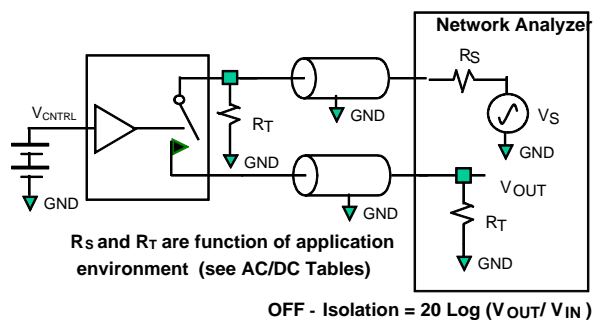 Network Analyzer
RS
VCNTRL
RT
GND
VS
GND
GND
GND
VOUT
GND
GND
RT
GND
RS and RT are function of application
environment (see AC/DC Tables)
OFF - Isolation = 20 Log (VOUT/ VIN )